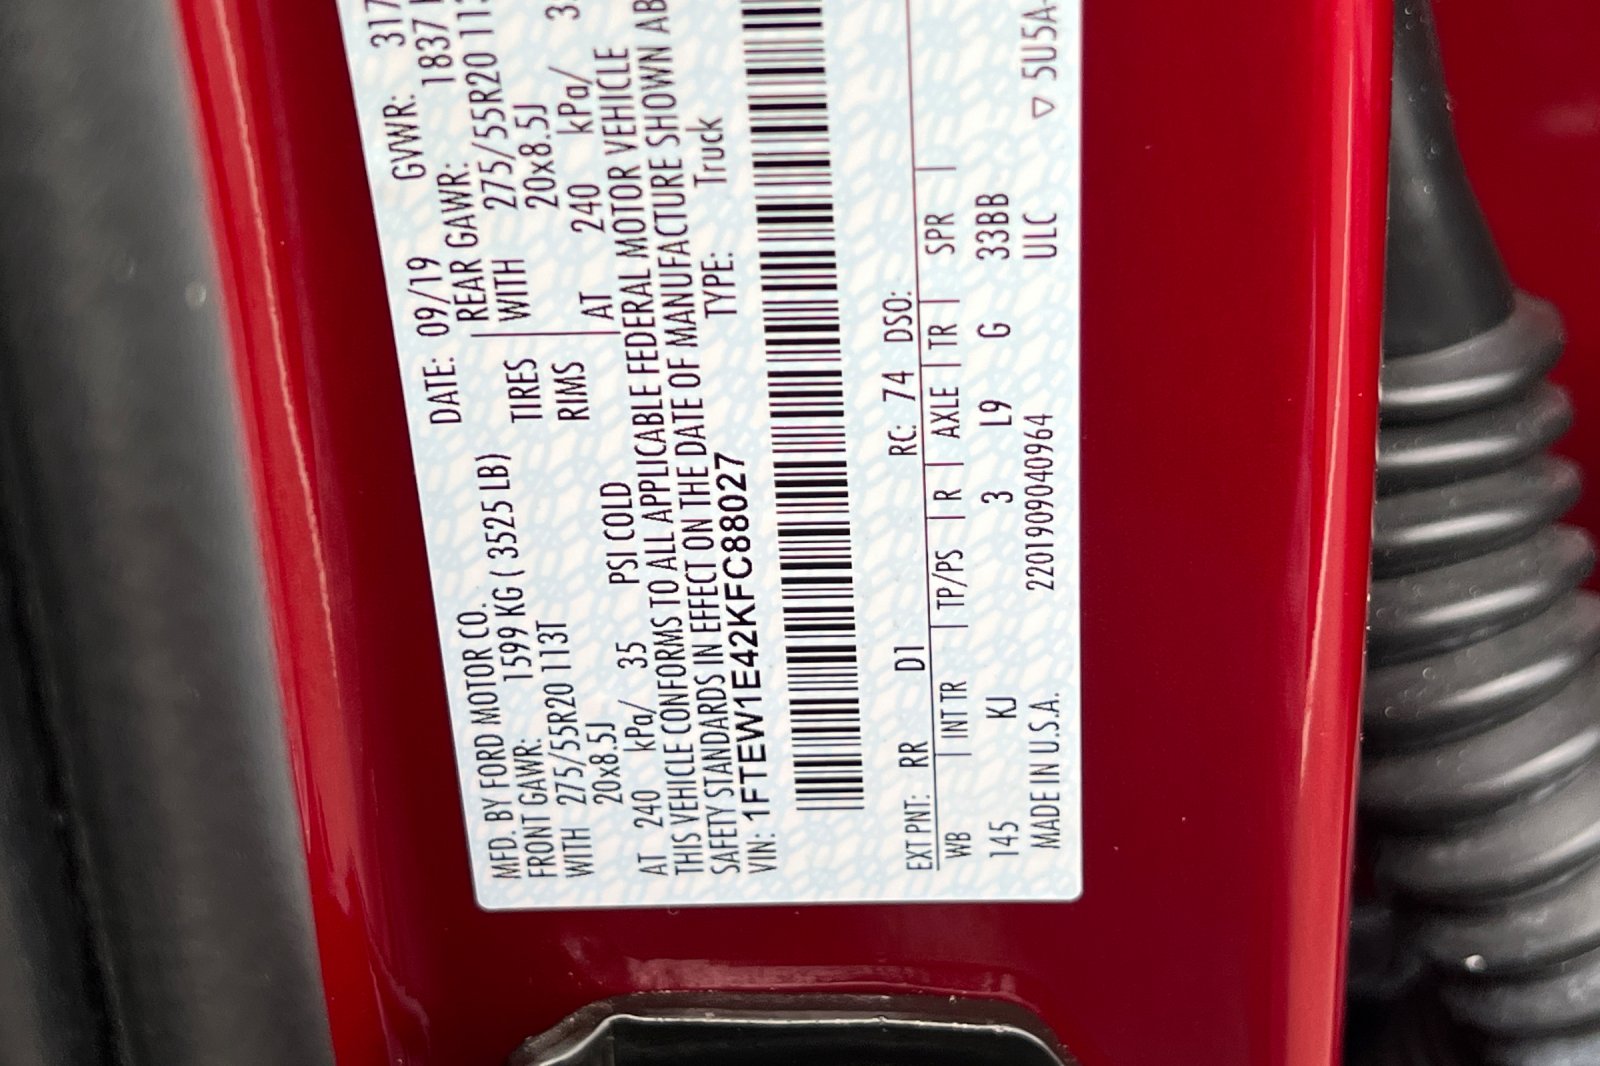 MFD. BY FORD MOTOR CO.
DATE: 09/19 GVWR: 317
FRONT GAWR: 1599 KG ( 3525 LB) REAR GAWR: 1837
WITH 275/55R20 113T TIRES WITH 275/55R20 113
20x8.5J RIMS 20x8.5J
AT 240 kPa/ 35 PSI COLD AT 240 kPa/ 3
THIS VEHICLE CONFORMS TO ALL APPLICABLE FEDERAL MOTOR VEHICLE
SAFETY STANDARDS IN EFFECT ON THE DATE OF MANUFACTURE SHOWN AB
VIN: 1FTEW1E42KFC88027 TYPE: Truck
EXT PNT: RR D1 RC: 74 DSO:
WB | INT TR | TP/PS | R | AXLE | TR | SPR |
145 KJ 3 L9 G 33BB
MADE IN U.S.A. 2201909040964 ULC ▽ 5U5A-